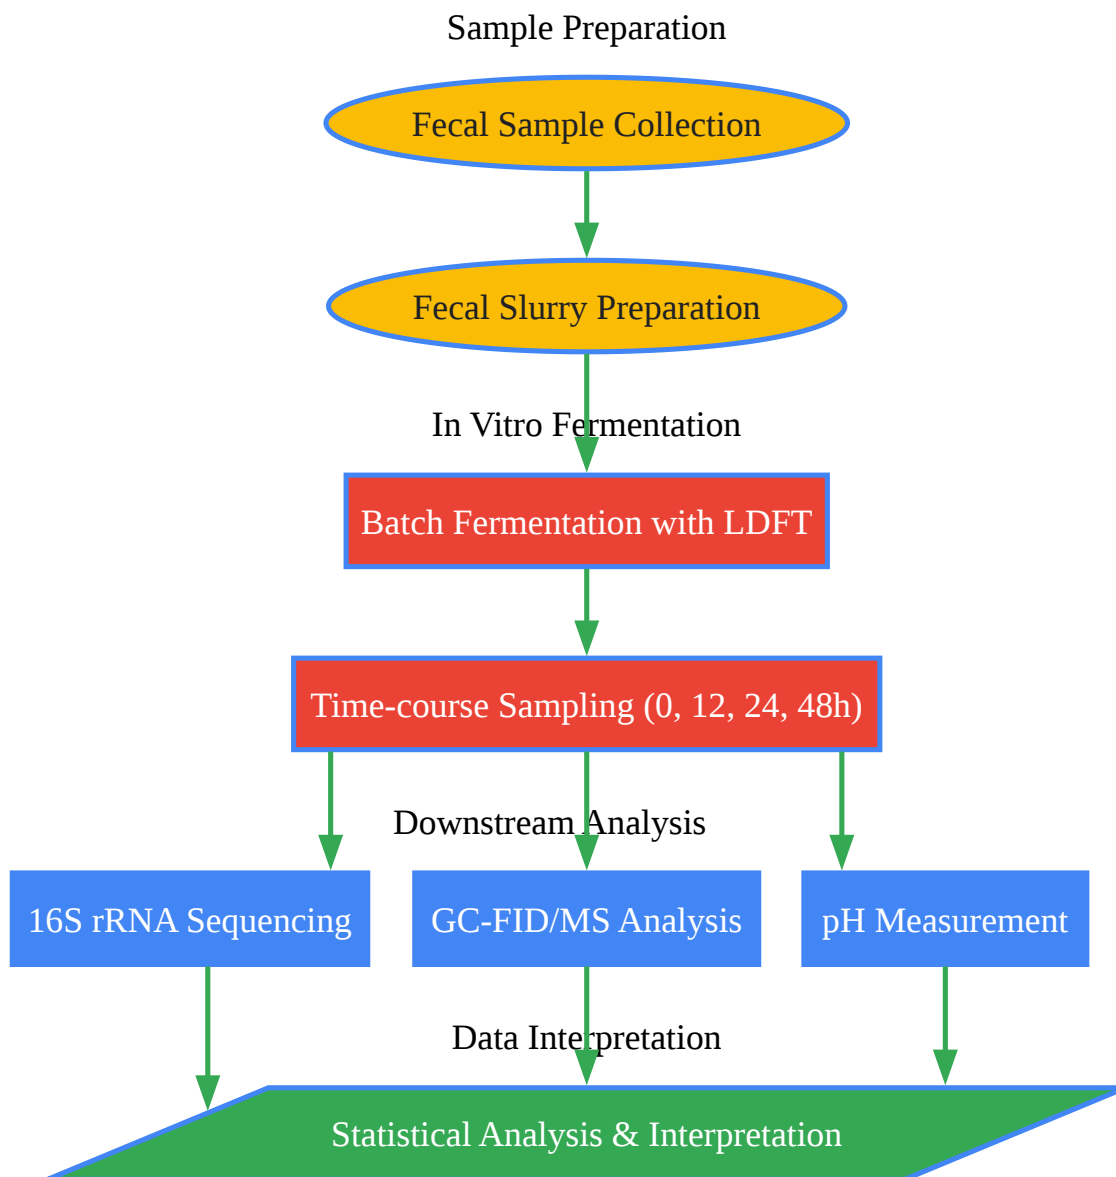 Sample Preparation
Fecal Sample Collection
Fecal Slurry Preparation
In Vitro Fermentation
Batch Fermentation with LDFT
Time-course Sampling (0, 12, 24, 48h)
Downstream Analysis
16S rRNA Sequencing
GC-FID/MS Analysis
pH Measurement
Data Interpretation
Statistical Analysis & Interpretation